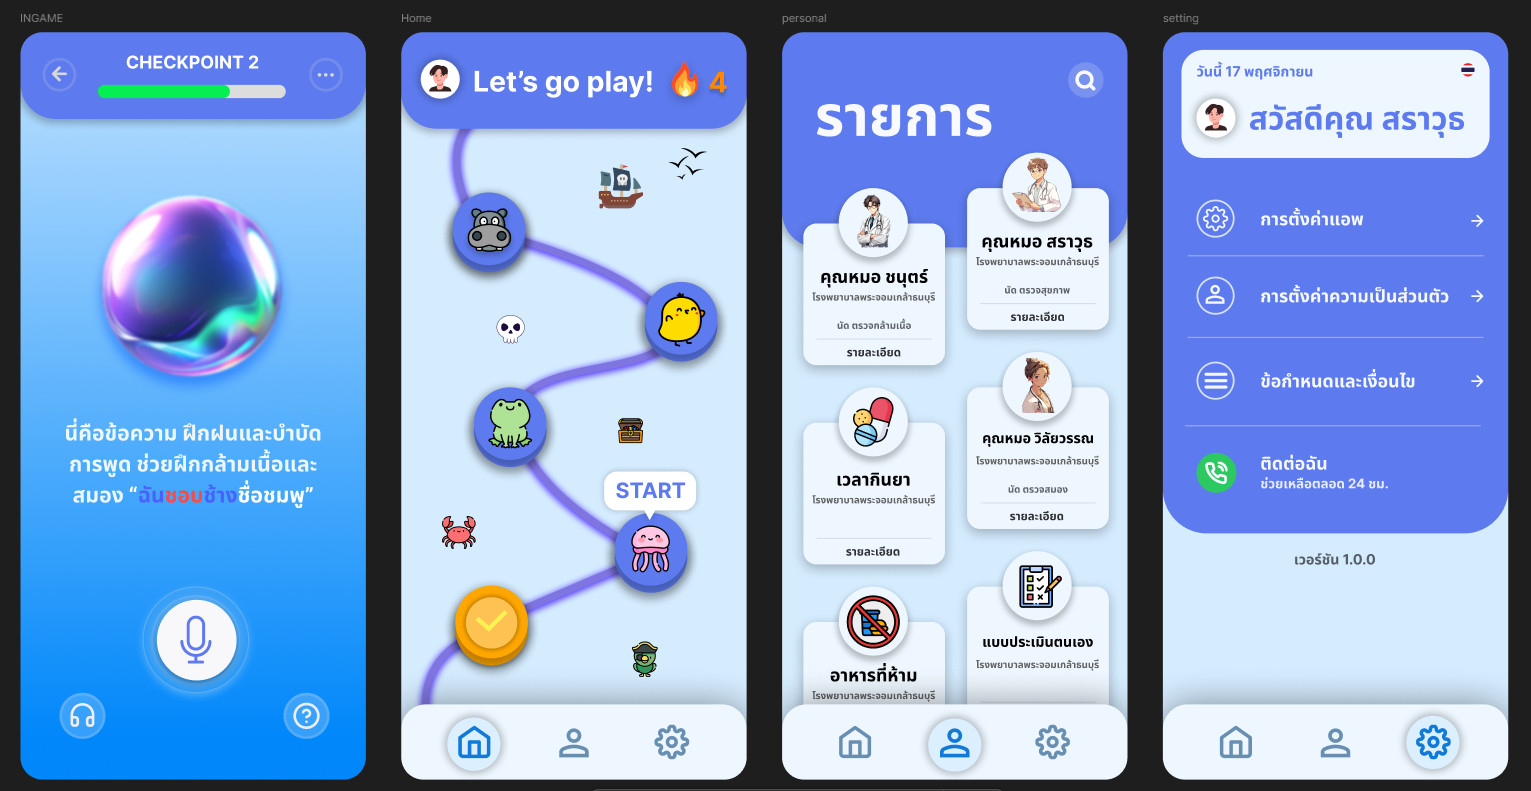 INGAME
CHECKPOINT 2
นี่คือข้อความ ฝึกฝนและบำบัด
การพูด ช่วยฝึกกล้ามเนื้อและ
สมอง “ฉันชอบช้างชื่อชมพู”
Home
Let’s go play! 4
START
personal
รายการ
คุณหมอ ชนุตร์
โรงพยาบาลพระจอมเกล้าธนบุรี
นัด ตรวจกล้ามเนื้อ
รายละเอียด
คุณหมอ สราวุธ
โรงพยาบาลพระจอมเกล้าธนบุรี
นัด ตรวจสุขภาพ
รายละเอียด
เวลากินยา
โรงพยาบาลพระจอมเกล้าธนบุรี
รายละเอียด
คุณหมอ วิลัยวรรณ
โรงพยาบาลพระจอมเกล้าธนบุรี
นัด ตรวจสมอง
รายละเอียด
อาหารที่ห้าม
โรงพยาบาลพระจอมเกล้าธนบุรี
แบบประเมินตนเอง
โรงพยาบาลพระจอมเกล้าธนบุรี
setting
วันนี้ 17 พฤศจิกายน
สวัสดีคุณ สราวุธ
การตั้งค่าแอพ
การตั้งค่าความเป็นส่วนตัว
ข้อกำหนดและเงื่อนไข
ติดต่อฉัน
ช่วยเหลือตลอด 24 ชม.
เวอร์ชัน 1.0.0